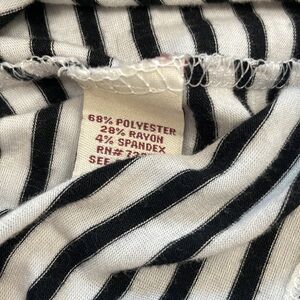 68% POLYESTER
28% RAYON
4% SPANDEX
RN#
SEE